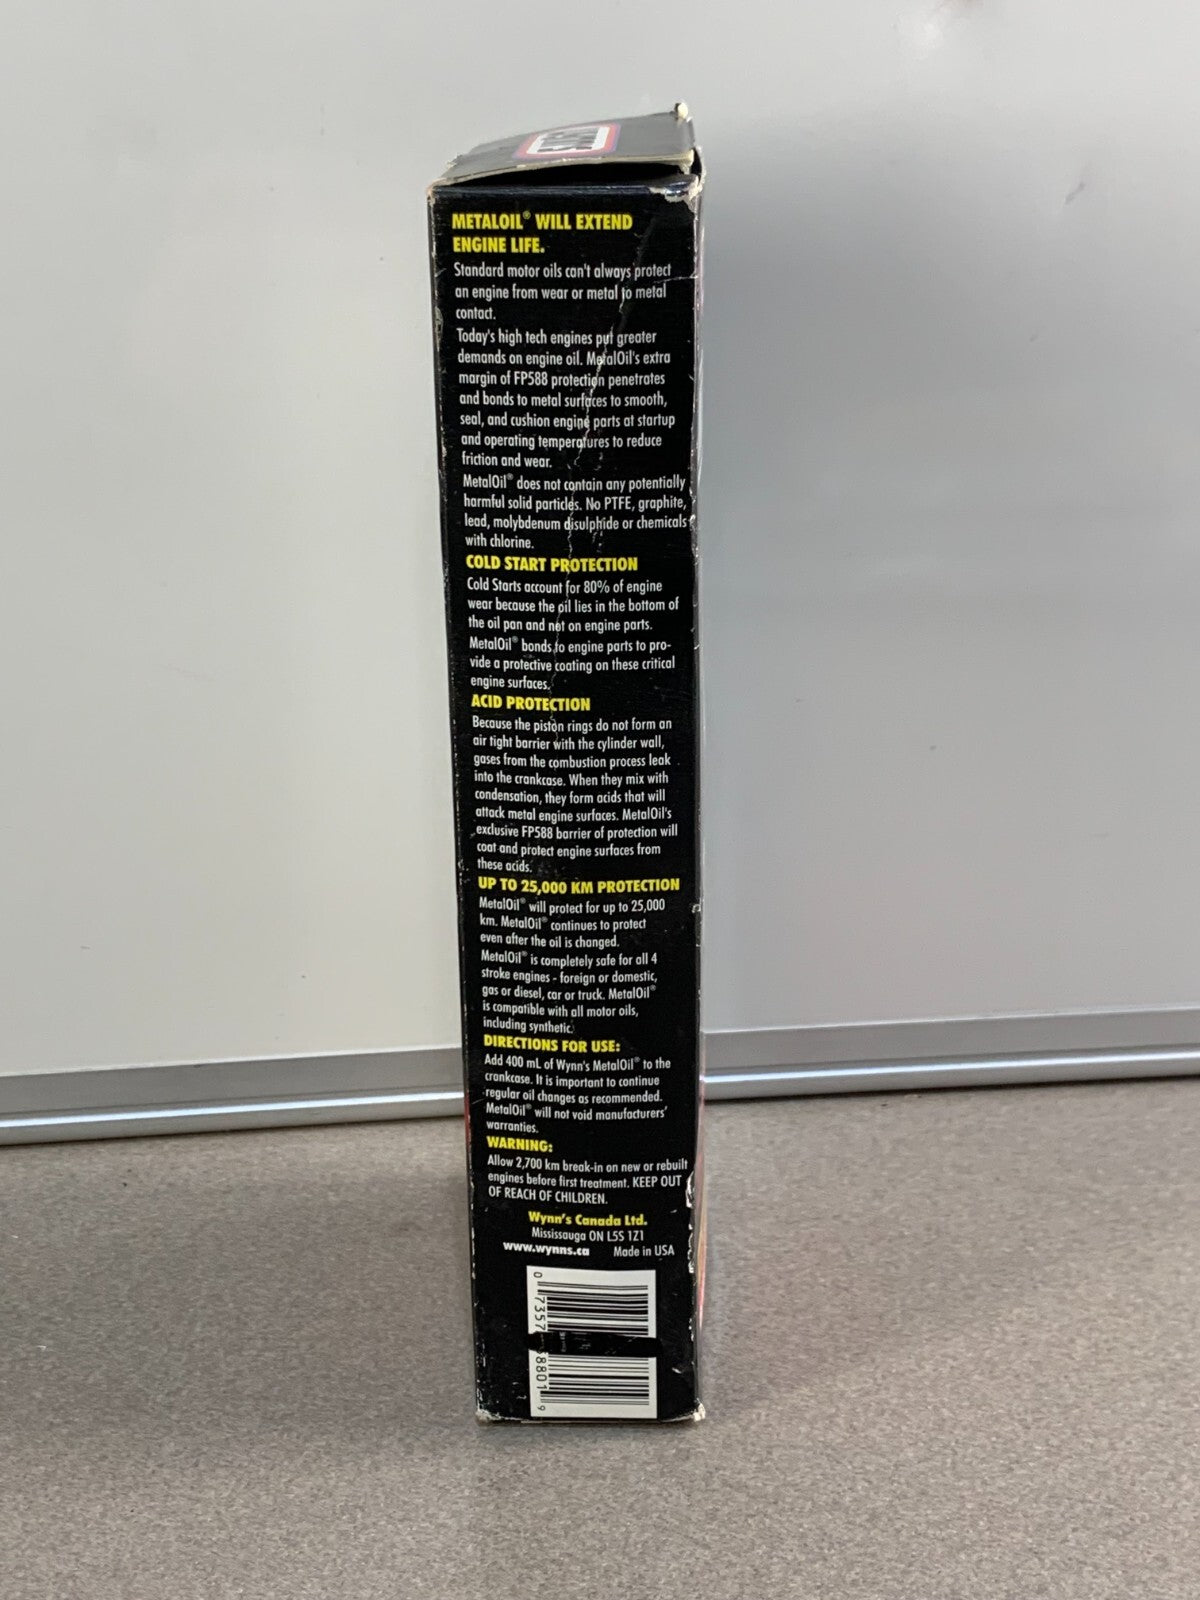 METALOIL® WILL EXTEND
ENGINE LIFE.
Standard motor oils can't always protect
an engine from wear or metal to metal
contact.
Today's high tech engines put greater
demands on engine oil. MetalOil's extra
margin of FP588 protection penetrates
and bonds to metal surfaces to smooth,
seal, and cushion engine parts at startup
and operating temperatures to reduce
friction and wear.
MetalOil® does not contain any potentially
harmful solid particles. No PTFE, graphite,
lead, molybdenum disulphide or chemicals
with chlorine.
COLD START PROTECTION
Cold Starts account for 80% of engine
wear because the oil lies in the bottom of
the oil pan and not on engine parts.
MetalOil® bonds to engine parts to pro-
vide a protective coating on these critical
engine surfaces.
ACID PROTECTION
Because the piston rings do not form an
air tight barrier with the cylinder wall,
gases from the combustion process leak
into the crankcase. When they mix with
condensation, they form acids that will
attack metal engine surfaces. MetalOil's
exclusive FP588 barrier of protection will
coat and protect engine surfaces from
these acids.
UP TO 25,000 KM PROTECTION
MetalOil® will protect for up to 25,000
km. MetalOil® continues to protect
even after the oil is changed.
MetalOil® is completely safe for all 4
stroke engines - foreign or domestic,
gas or diesel, car or truck. MetalOil®
is compatible with all motor oils,
including synthetic.
DIRECTIONS FOR USE:
Add 400 mL of Wynn's MetalOil® to the
crankcase. It is important to continue
regular oil changes as recommended.
MetalOil® will not void manufacturers'
warranties.
WARNING:
Allow 2,700 km break-in on new or rebuilt
engines before first treatment. KEEP OUT
OF REACH OF CHILDREN.
Wynn's Canada Ltd.
Mississauga ON L5S 1Z1
www.wynns.ca Made in USA
0 7357 8801 9